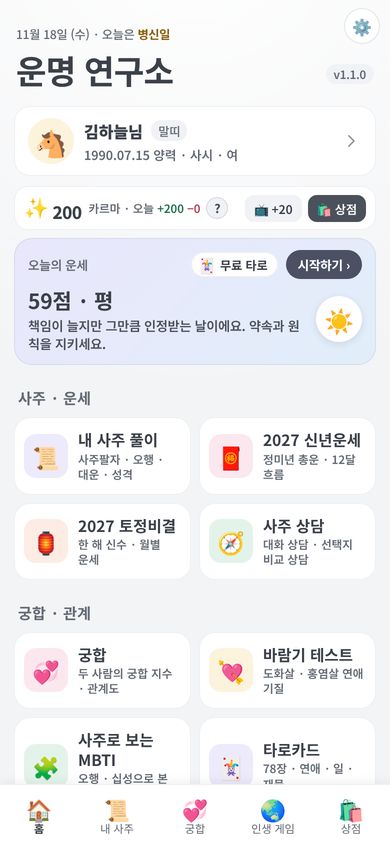 11월 18일 (수) · 오늘은 병신일
운명 연구소
v1.1.0
김하늘님 말띠
1990.07.15 양력 · 사시 · 여
200 카르마 · 오늘 +200 −0 ? +20 상점
오늘의 운세 무료 타로 시작하기 ›
59점 · 평
책임이 늘지만 그만큼 인정받는 날이에요. 약속과 원
칙을 지키세요.
사주 · 운세
내 사주 풀이
사주팔자 · 오행 ·
대운 · 성격
2027 신년운세
정미년 총운 · 12달
흐름
2027 토정비결
한 해 신수 · 월별
운세
사주 상담
대화 상담 · 선택지
비교 상담
궁합 · 관계
궁합
두 사람의 궁합 지수
· 관계도
바람기 테스트
도화살 · 홍염살 연애
기질
사주로 보는
MBTI
오행 · 십성으로 본
타로카드
78장 · 연애 · 일 ·
홈
내 사주
궁합
인생 게임
상점